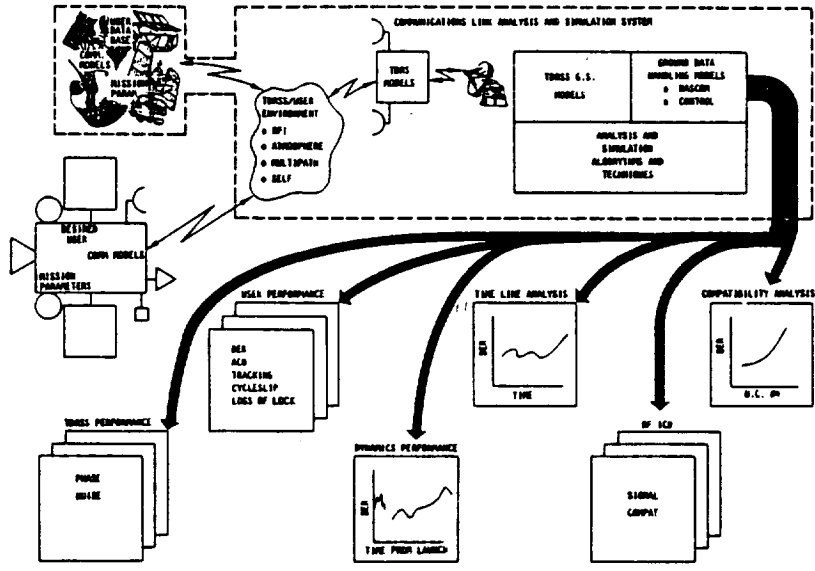 COMMUNICATIONS LINK ANALYSIS AND SIMULATION SYSTEM
USER
DATA
BASE
COMM.
MODELS
MISSION
PARAM.
TDRSS/USER
ENVIRONMENT
RFI
ATMOSPHERE
MULTIPATH
SELF
TDRS
MODELS
TDRSS G.S.
MODELS
GROUND DATA
HANDLING MODELS
NASCOM
CONTROL
ANALYSIS AND
SIMULATION
ALGORYTHMS AND
TECHNIQUES
DESIRED
USER
COMM MODELS
MISSION
PARAMETERS
USER PERFORMANCE
BER
ACQ
TRACKING
CYCLESLIP
LOSS OF LOCK
TIME LINE ANALYSIS
BER
TIME
COMPATIBILITY ANALYSIS
BER
TDRSS PERFORMANCE
PHASE
NOISE
DYNAMICS PERFORMANCE
BER
TIME FROM LAUNCH
RF ICD
SIGNAL
COMPAT